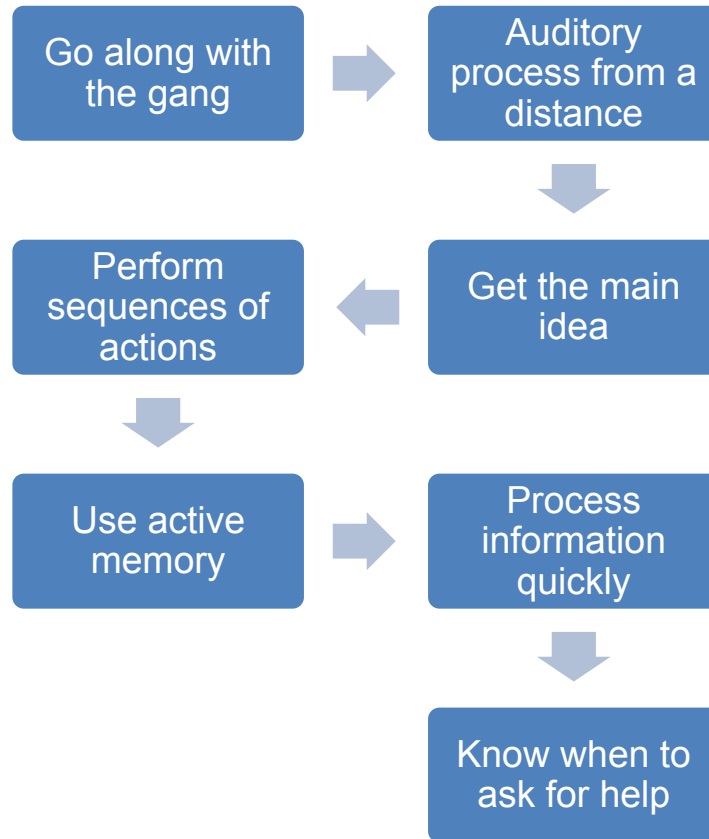 Go along with
the gang
Auditory
process from a
distance
Get the main
idea
Perform
sequences of
actions
Use active
memory
Process
information
quickly
Know when to
ask for help